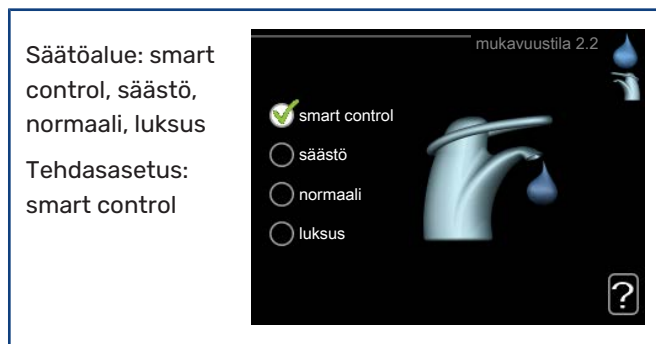 Säätöalue: smart
control, säästö,
normaali, luksus
Tehdasasetus:
smart control
mukavuustila 2.2
smart control
säästö
normaali
luksus
?